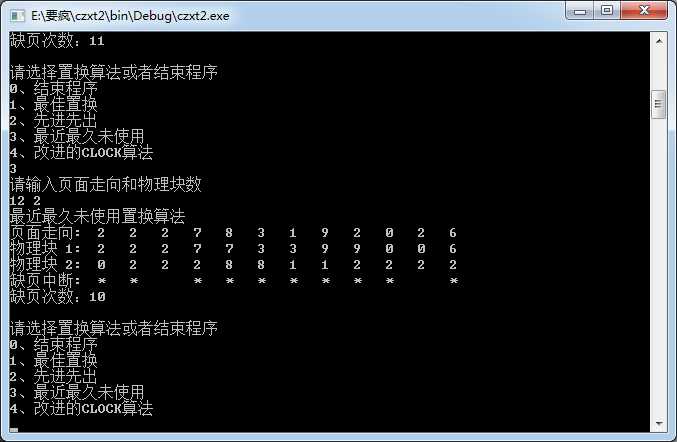 E:\要疯\czxt2\bin\Debug\czxt2.exe
缺页次数：11
请选择置换算法或者结束程序
0、结束程序
1、最佳置换
2、先进先出
3、最近最久未使用
4、改进的CLOCK算法
3
请输入页面走向和物理块数
12 2
最近最久未使用置换算法
页面走向： 2 2 2 7 8 3 1 9 2 0 2 6
物理块 1： 2 2 2 7 7 3 3 9 9 0 0 6
物理块 2： 0 2 2 2 8 8 1 1 2 2 2 2
缺页中断： * * * * * * * * * *
缺页次数：10
请选择置换算法或者结束程序
0、结束程序
1、最佳置换
2、先进先出
3、最近最久未使用
4、改进的CLOCK算法